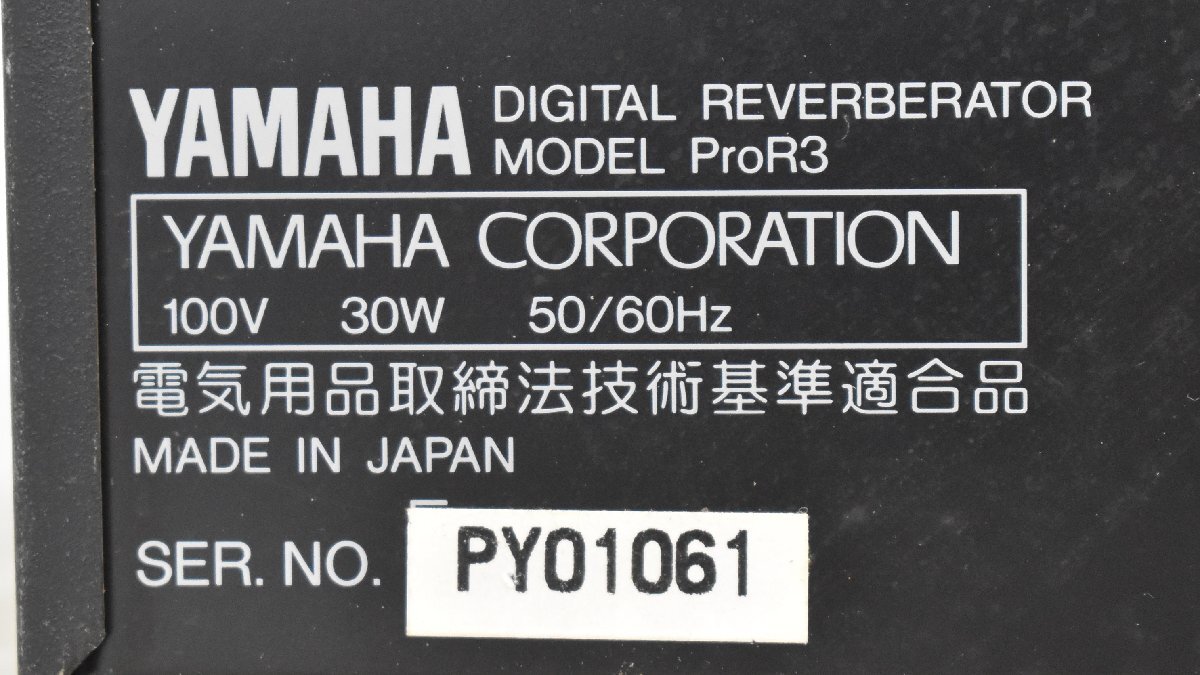 YAMAHA DIGITAL REVERBERATOR
MODEL ProR3
YAMAHA CORPORATION
100V 30W 50/60Hz
電気用品取締法技術基準適合品
MADE IN JAPAN
SER. NO. PY01061